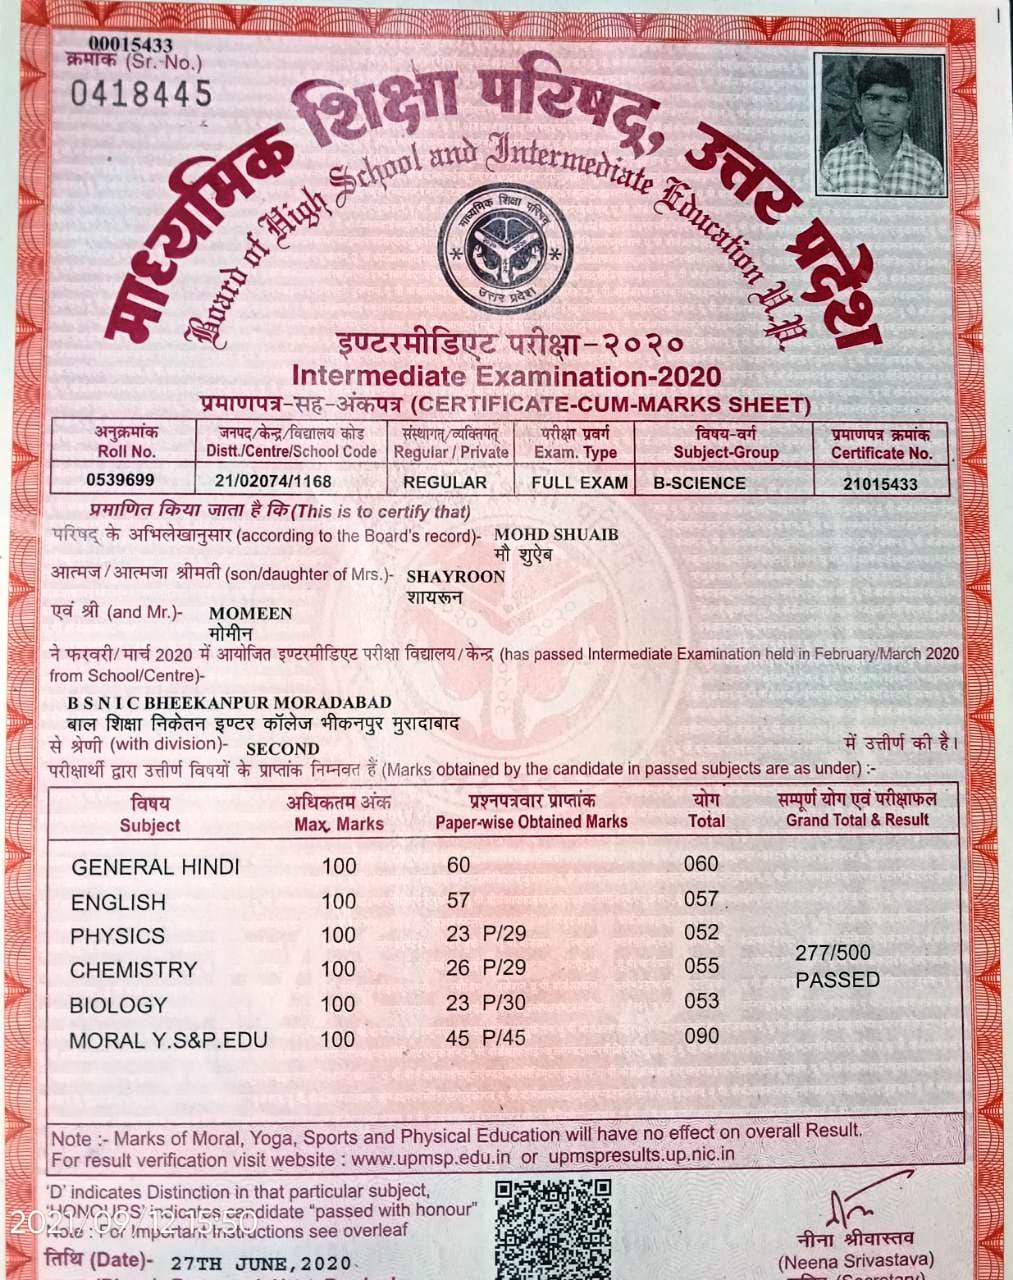 00015433
क्रमांक (Sr. No.)
0418445
माध्यमिक शिक्षा परिषद्, उत्तर प्रदेश
Board of High School and Intermediate Education U.P.
माध्यमिक शिक्षा परिषद्
उत्तर प्रदेश
इण्टरमीडिएट परीक्षा-२०२०
Intermediate Examination-2020
प्रमाणपत्र-सह-अंकपत्र (CERTIFICATE-CUM-MARKS SHEET)
अनुक्रमांक जनपद/केन्द्र/विद्यालय कोड संस्थागत/व्यक्तिगत परीक्षा प्रवर्ग विषय-वर्ग प्रमाणपत्र क्रमांक
Roll No. Distt./Centre/School Code Regular / Private Exam. Type Subject-Group Certificate No.
0539699 21/02074/1168 REGULAR FULL EXAM B-SCIENCE 21015433
प्रमाणित किया जाता है कि (This is to certify that)
परिषद् के अभिलेखानुसार (according to the Board's record)- MOHD SHUAIB
मौ शुऐब
आत्मज/आत्मजा श्रीमती (son/daughter of Mrs.)- SHAYROON
शायरून
एवं श्री (and Mr.)- MOMEEN
मोमीन
ने फरवरी/मार्च 2020 में आयोजित इण्टरमीडिएट परीक्षा विद्यालय/केन्द्र (has passed Intermediate Examination held in February/March 2020
from School/Centre)-
B S N I C BHEEKANPUR MORADABAD
बाल शिक्षा निकेतन इण्टर कॉलेज भीकनपुर मुरादाबाद
से श्रेणी (with division)- SECOND में उत्तीर्ण की है।
परीक्षार्थी द्वारा उत्तीर्ण विषयों के प्राप्तांक निम्नवत हैं (Marks obtained by the candidate in passed subjects are as under) :-
विषय अधिकतम अंक प्रश्नपत्रवार प्राप्तांक योग सम्पूर्ण योग एवं परीक्षाफल
Subject Max. Marks Paper-wise Obtained Marks Total Grand Total & Result
GENERAL HINDI 100 60 060
ENGLISH 100 57 057
PHYSICS 100 23 P/29 052
277/500
CHEMISTRY 100 26 P/29 055
PASSED
BIOLOGY 100 23 P/30 053
MORAL Y.S&P.EDU 100 45 P/45 090
Note :- Marks of Moral, Yoga, Sports and Physical Education will have no effect on overall Result.
For result verification visit website : www.upmsp.edu.in or upmspresults.up.nic.in
'D' indicates Distinction in that particular subject,
'HONOURS' indicates candidate "passed with honour"
Note : For Important Instructions see overleaf
2021/09/12 15:50
तिथि (Date)- 27TH JUNE,2020
नीना श्रीवास्तव
(Neena Srivastava)